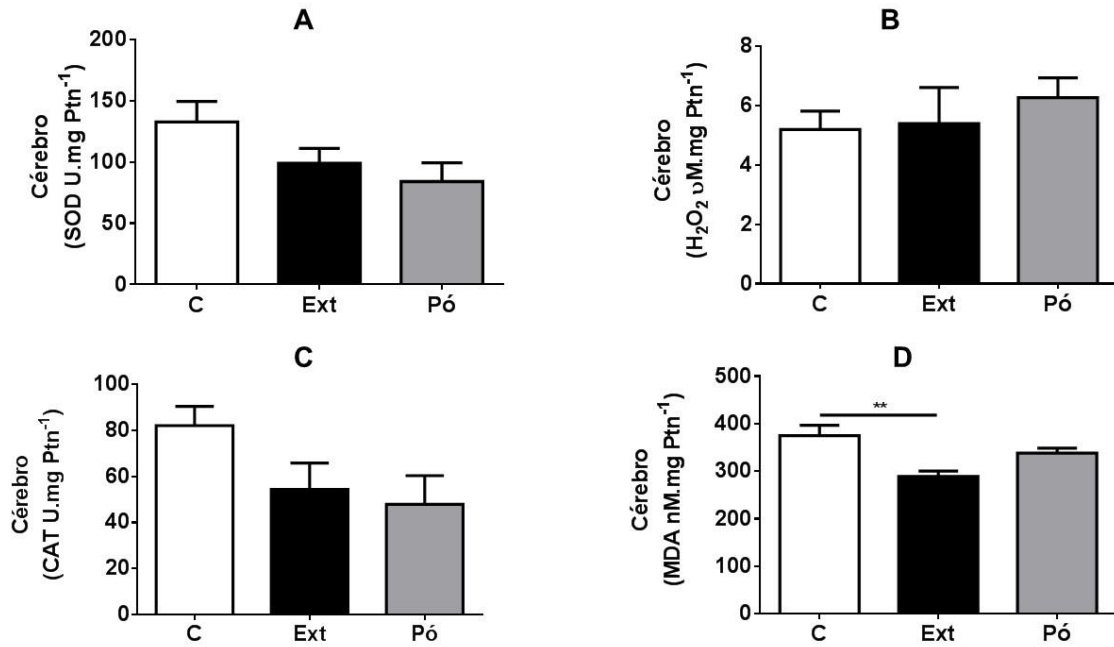 A
Cérebro
(SOD U.mg Ptn⁻¹)
200
150
100
50
0
C Ext Pó
B
Cérebro
(H₂O₂ υM.mg Ptn⁻¹)
8
6
4
2
0
C Ext Pó
C
Cérebro
(CAT U.mg Ptn⁻¹)
100
80
60
40
20
0
C Ext Pó
D
Cérebro
(MDA nM.mg Ptn⁻¹)
500
400
300
200
100
0
**
C Ext Pó